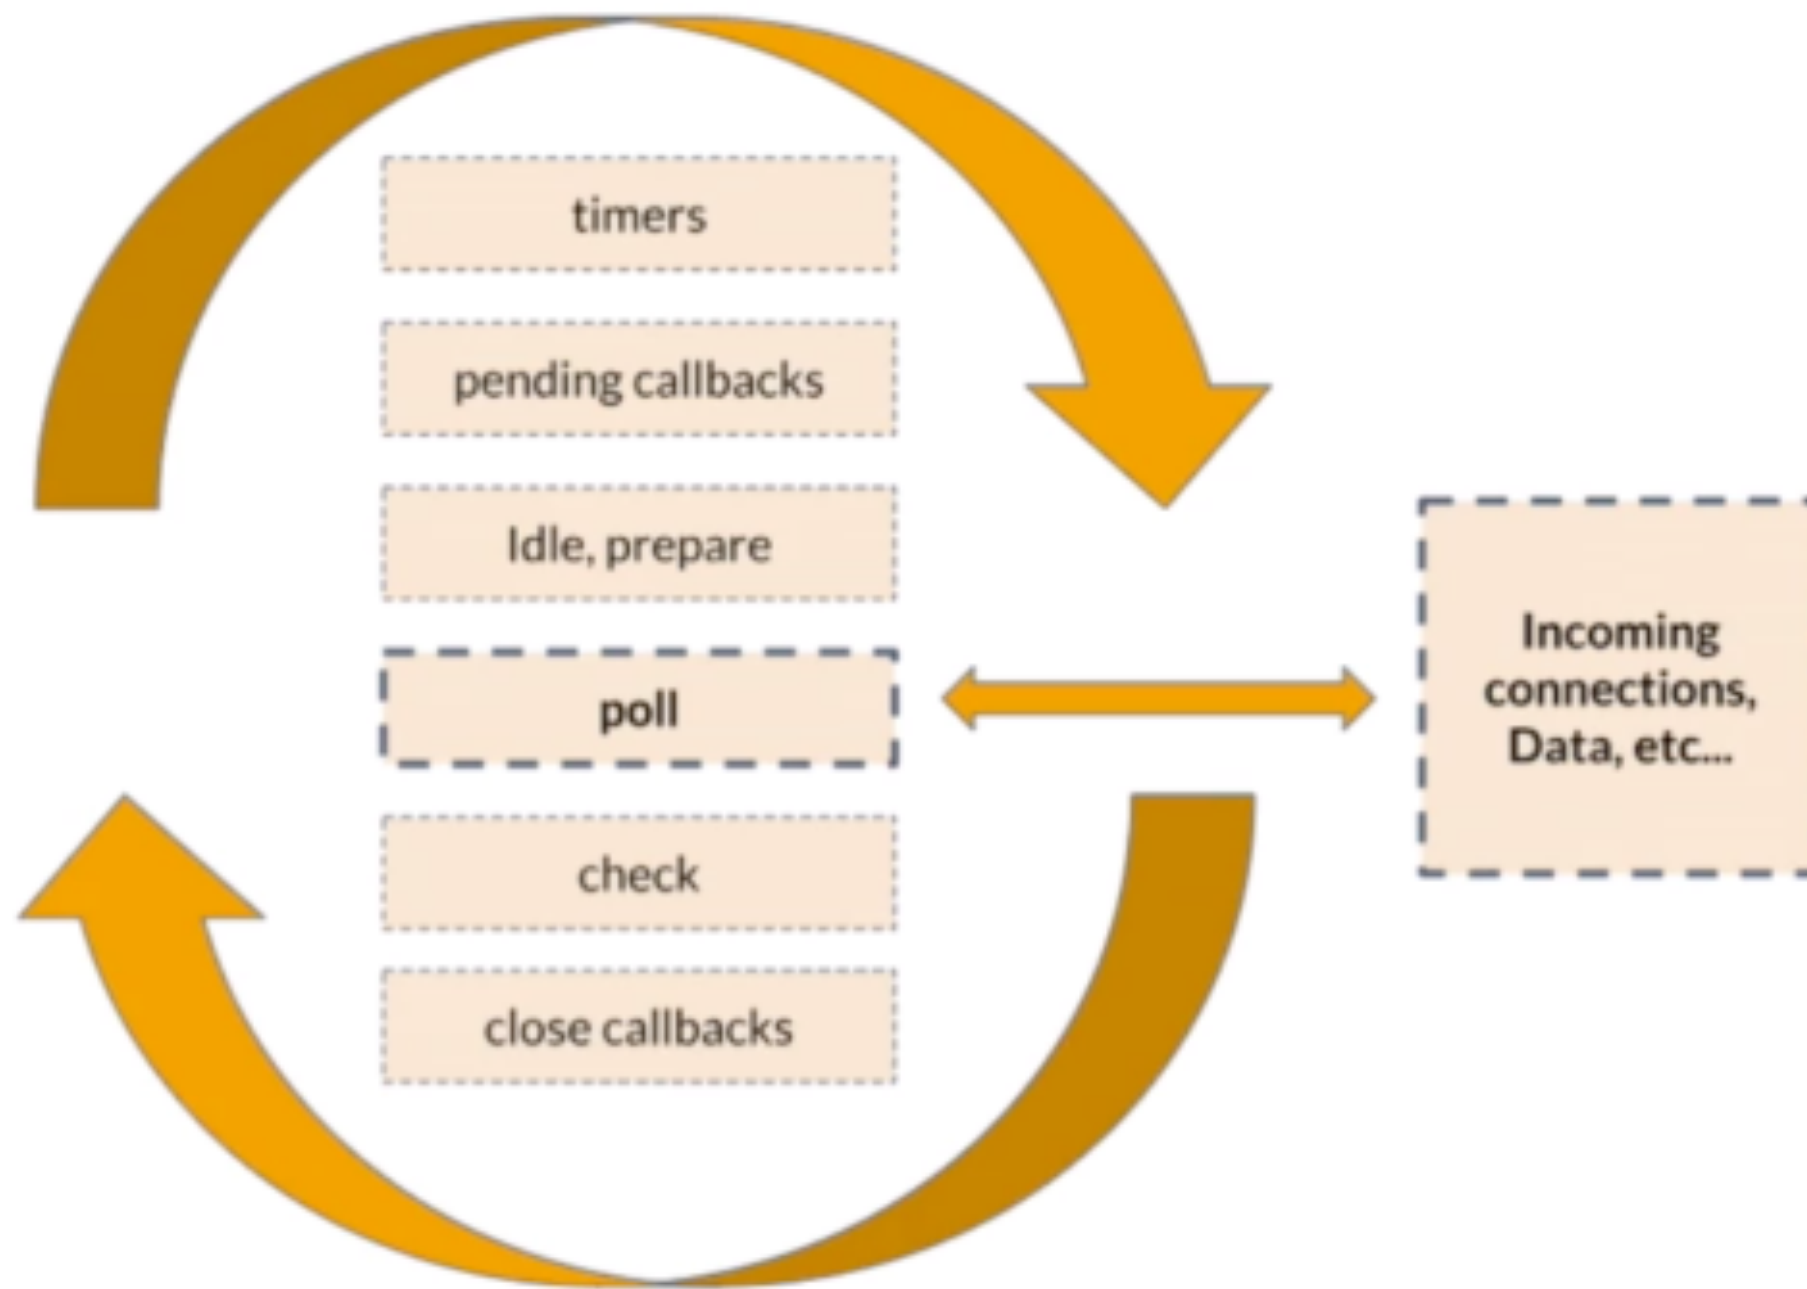 timers
pending callbacks
Idle, prepare
poll
Incoming
connections,
Data, etc...
check
close callbacks